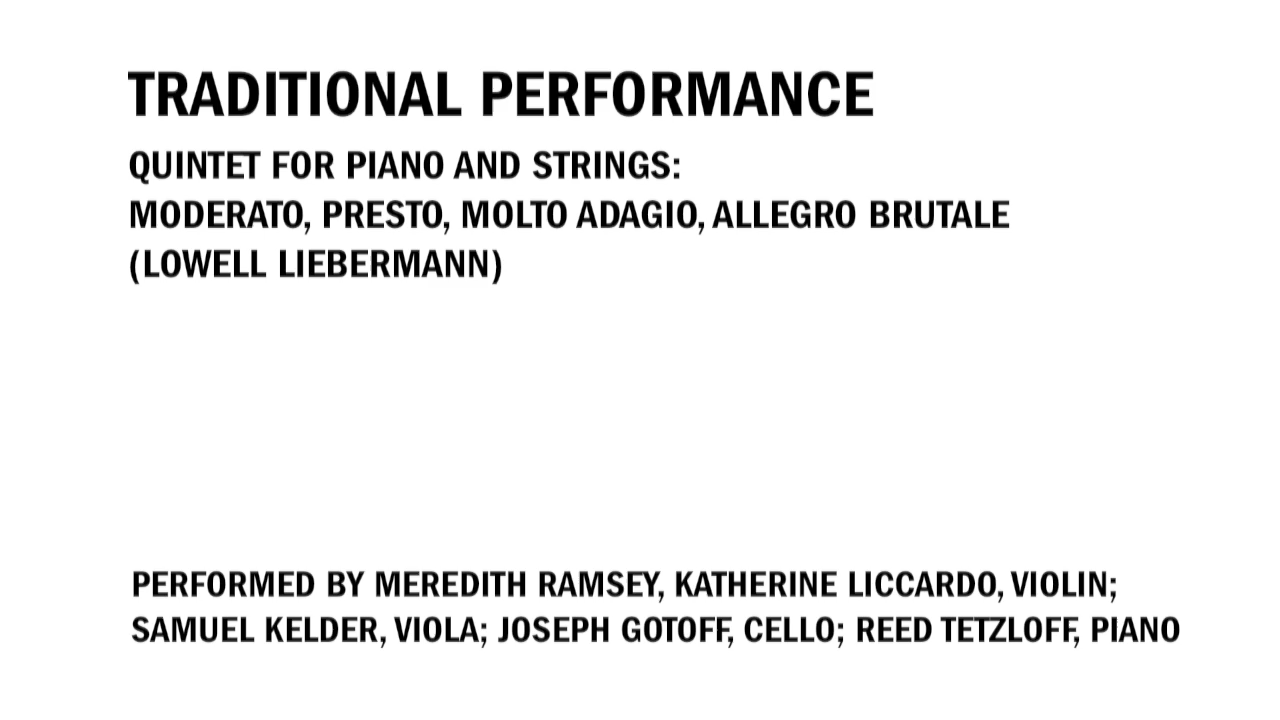 TRADITIONAL PERFORMANCE
QUINTET FOR PIANO AND STRINGS:
MODERATO, PRESTO, MOLTO ADAGIO, ALLEGRO BRUTALE
(LOWELL LIEBERMANN)
PERFORMED BY MEREDITH RAMSEY, KATHERINE LICCARDO, VIOLIN;
SAMUEL KELDER, VIOLA; JOSEPH GOTOFF, CELLO; REED TETZLOFF, PIANO